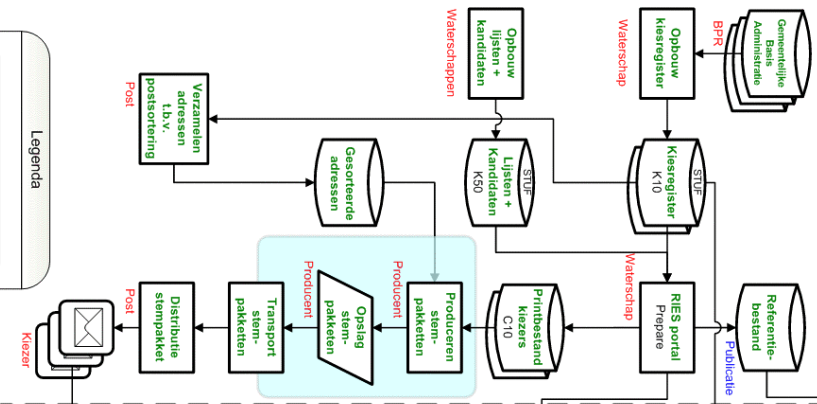 Gemeentelijke
Basis
Administratie
BPR
Referentie-
bestand
Publicatie
Opbouw
kiesregister
Waterschap
STUF
Kiesregister
K10
RIES portal
Prepare
Waterschap
Opbouw
lijsten +
kandidaten
Waterschappen
STUF
Lijsten +
Kandidaten
K50
Printbestand
kiezers
C10
Gesorteerde
adressen
Produceren
stem-
pakketten
Producent
Opslag
stem-
pakketen
Producent
Verzamelen
adressen
t.b.v.
postsortering
Post
Transport
stem-
pakketten
Distributie
stempakket
Post
Kiezer
Legenda